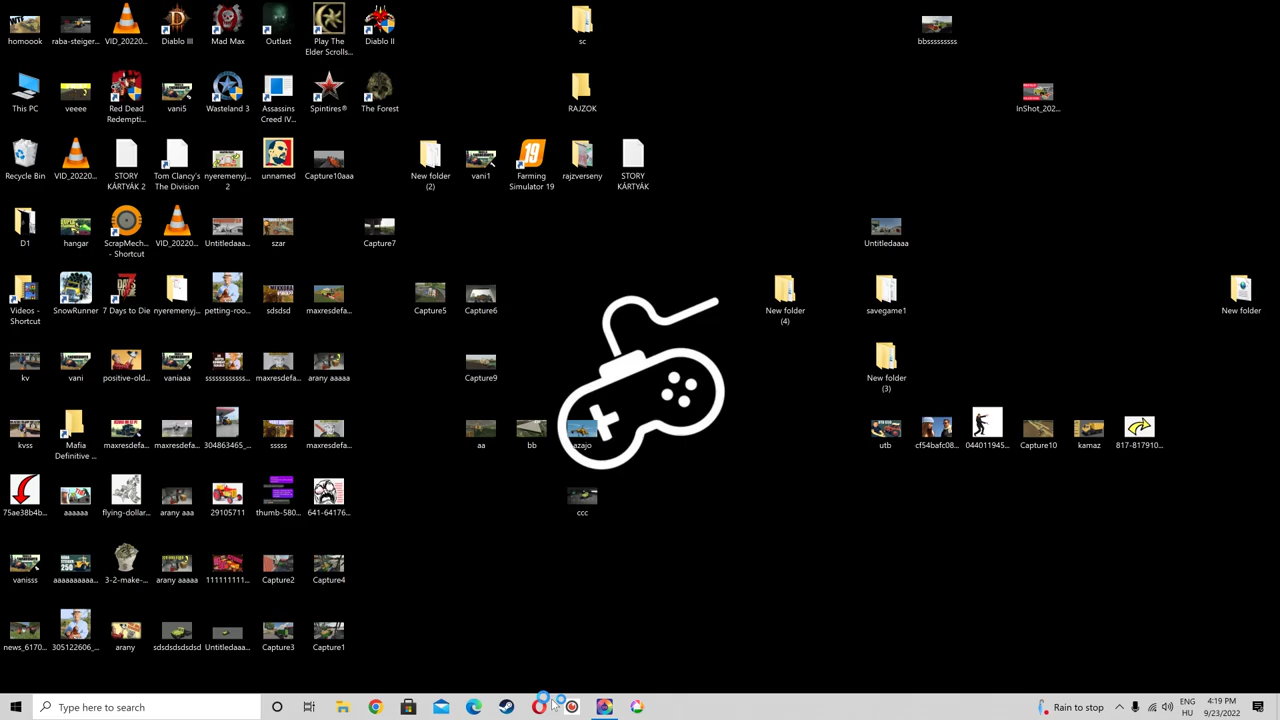 homoook
raba-steiger...
VID_20220...
Diablo III
Mad Max
Outlast
Play The
Elder Scrolls...
Diablo II
sc
bbsssssssss
This PC
veeee
Red Dead
Redempti...
vani5
Wasteland 3
Assassins
Creed IV...
Spintires®
The Forest
RAJZOK
InShot_202...
Recycle Bin
VID_20220...
STORY
KÁRTYÁK 2
Tom Clancy's
The Division
nyeremenyj...
2
unnamed
Capture10aaa
New folder
(2)
vani1
19
Farming
Simulator 19
rajzverseny
STORY
KÁRTYÁK
D1
hangar
ScrapMech...
- Shortcut
VID_20220...
Untitledaaa...
szar
Capture7
Untitledaaaa
Videos -
Shortcut
SnowRunner
7 Days to Die
nyeremenyj...
petting-roo...
sdsdsd
maxresdefa...
Capture5
Capture6
New folder
(4)
savegame1
New folder
kv
vani
positive-old...
vaniaaa
ssssssssssss...
maxresdefa...
arany aaaaa
Capture9
New folder
(3)
kvss
Mafia
Definitive ...
maxresdefa...
maxresdefa...
304863465_...
sssss
maxresdefa...
aa
bb
azajo
utb
cf54bafc08...
044011945...
Capture10
kamaz
817-817910...
75ae38b4b...
aaaaaa
flying-dollar...
arany aaa
29105711
thumb-580...
641-64176...
ccc
vanisss
aaaaaaaaaa...
3-2-make-...
arany aaaaa
111111111...
Capture2
Capture4
news_6170...
305122606_...
arany
sdsdsdsdsdsd
Untitledaaa...
Capture3
Capture1
Type here to search
Rain to stop
ENG
HU
4:19 PM
9/23/2022